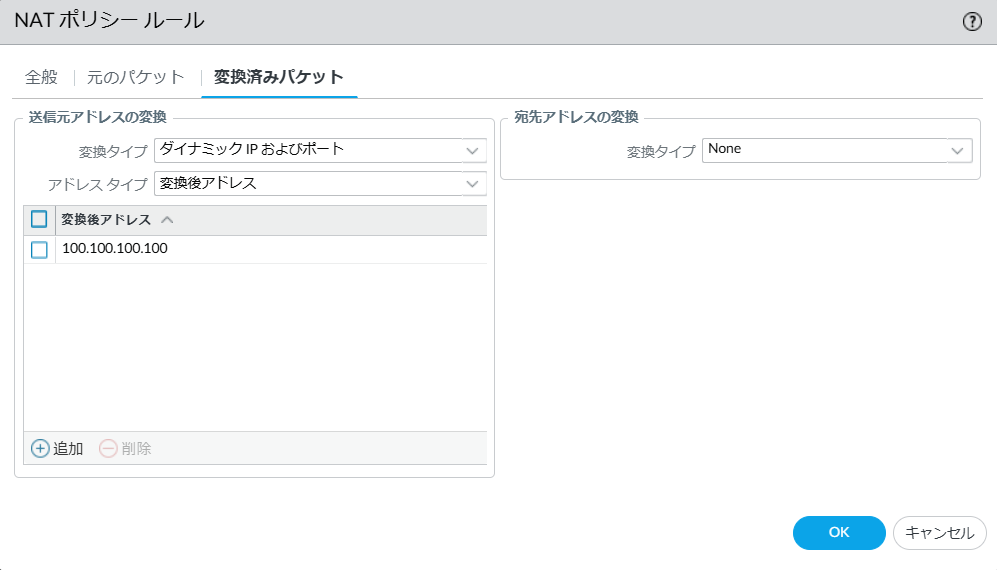 NAT ポリシー ルール
全般
元のパケット
変換済みパケット
送信元アドレスの変換
変換タイプ ダイナミック IP およびポート
アドレス タイプ 変換後アドレス
変換後アドレス
100.100.100.100
追加 削除
宛先アドレスの変換
変換タイプ None
OK キャンセル